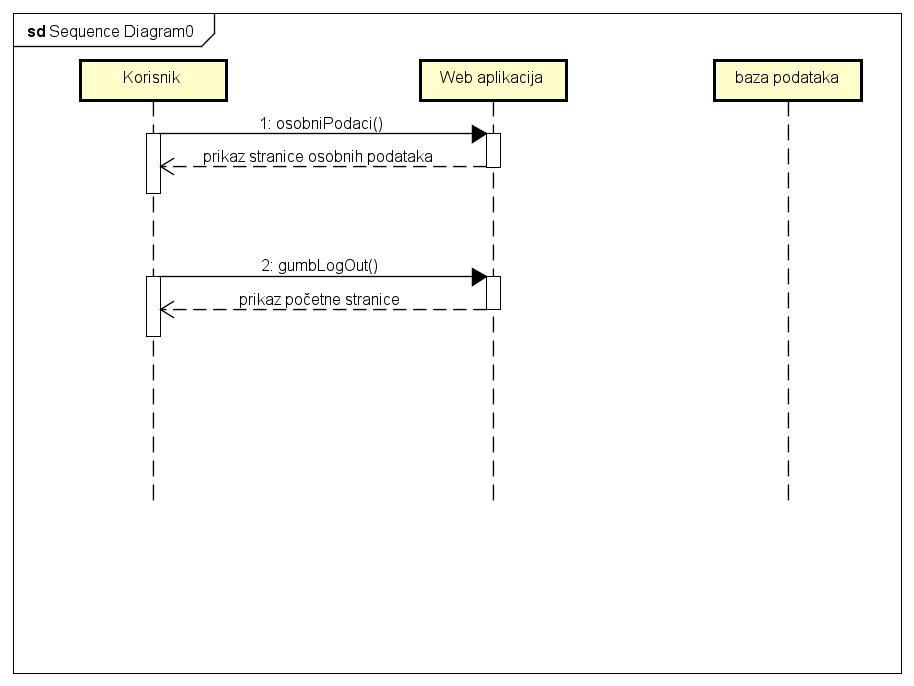 sd Sequence Diagram0
Korisnik
Web aplikacija
baza podataka
1: osobniPodaci()
prikaz stranice osobnih podataka
2: gumbLogOut()
prikaz početne stranice